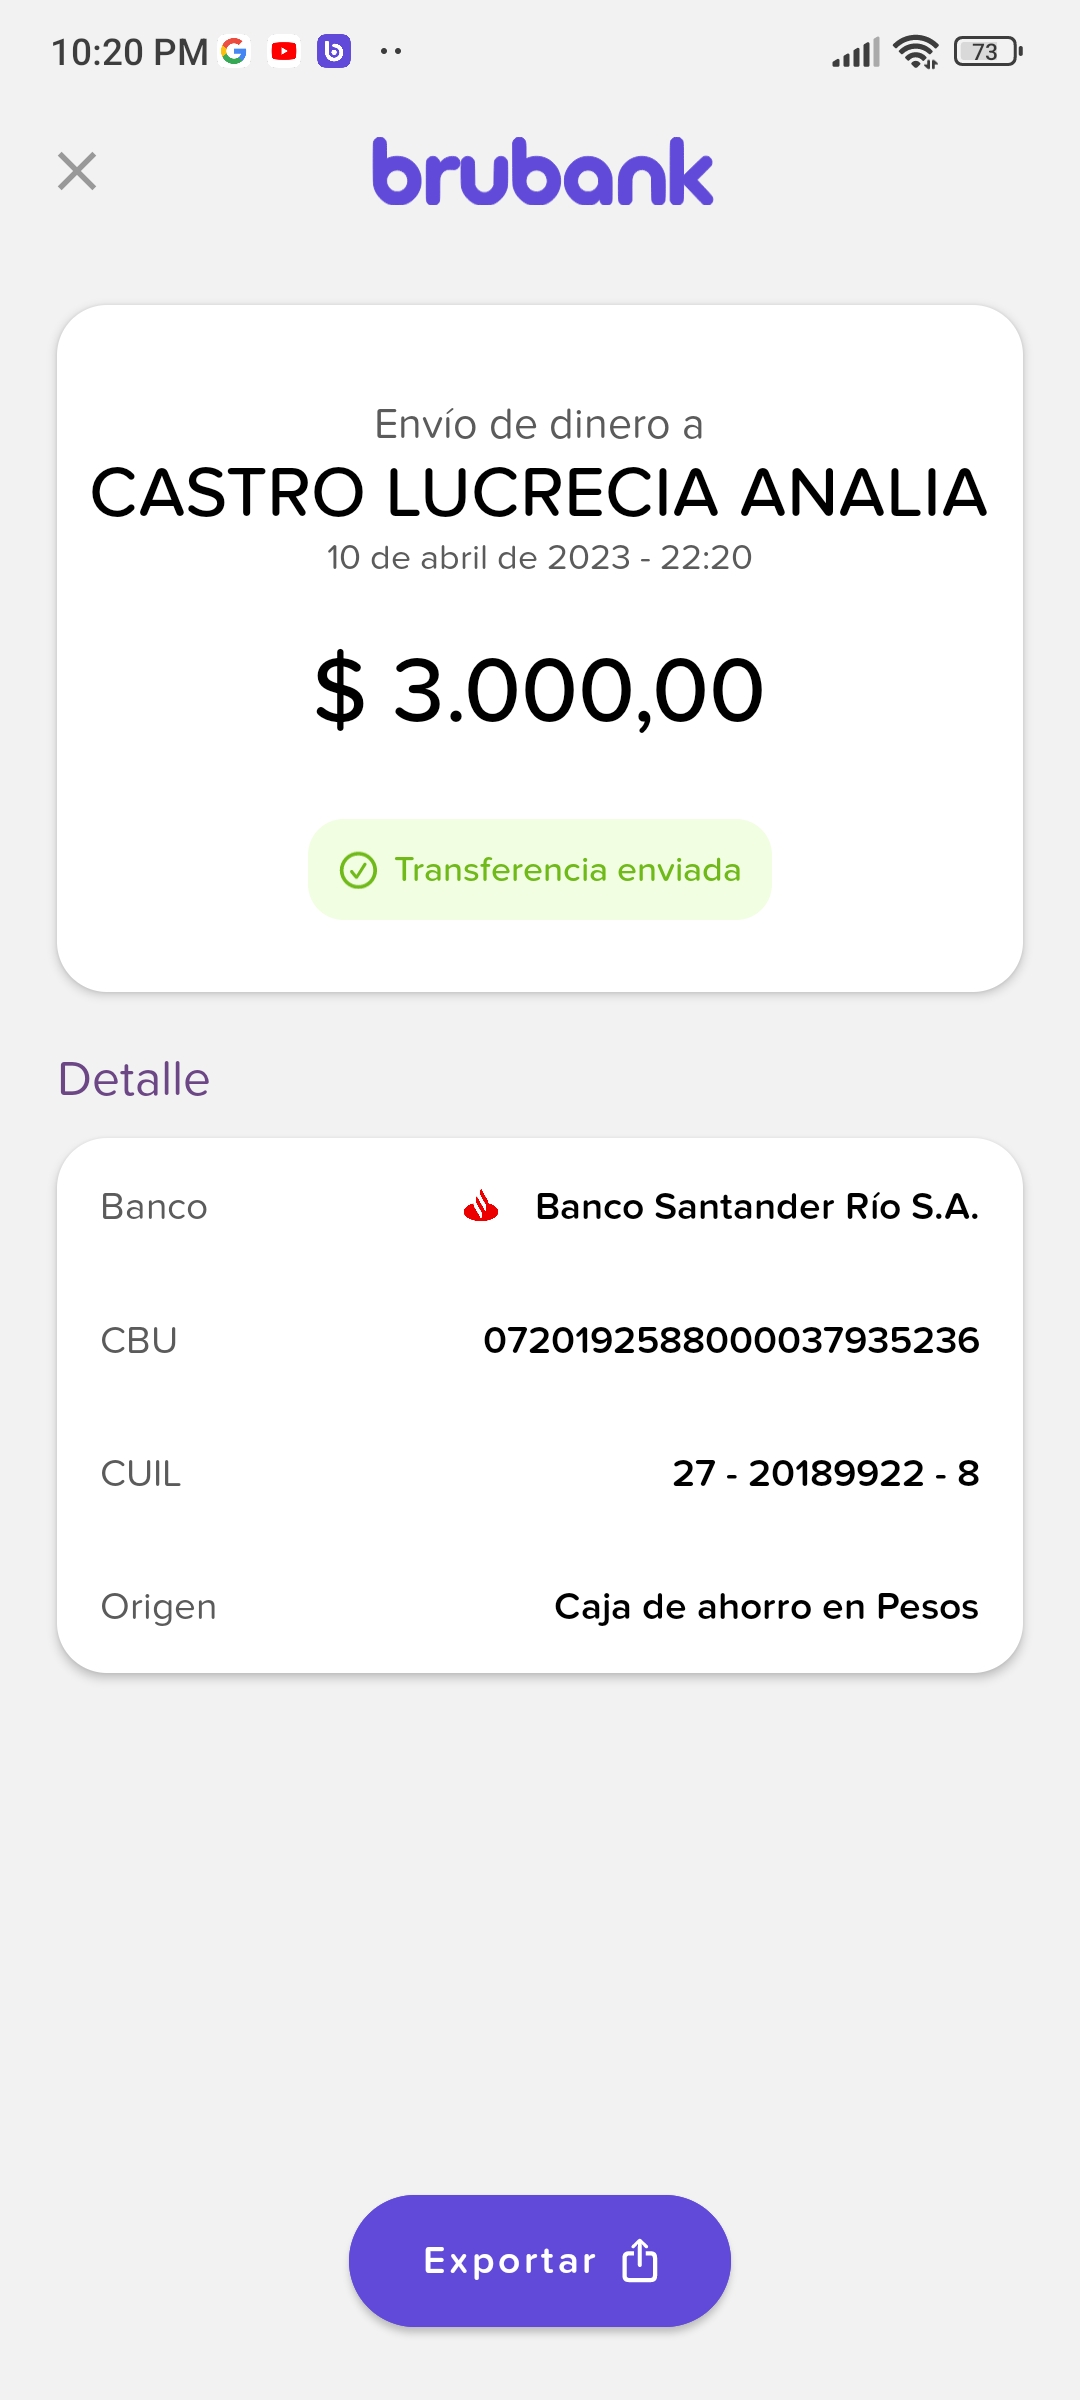 10:20 PM
73
brubank
Envío de dinero a
CASTRO LUCRECIA ANALIA
10 de abril de 2023 - 22:20
$ 3.000,00
Transferencia enviada
Detalle
Banco Banco Santander Río S.A.
CBU 0720192588000037935236
CUIL 27 - 20189922 - 8
Origen Caja de ahorro en Pesos
Exportar